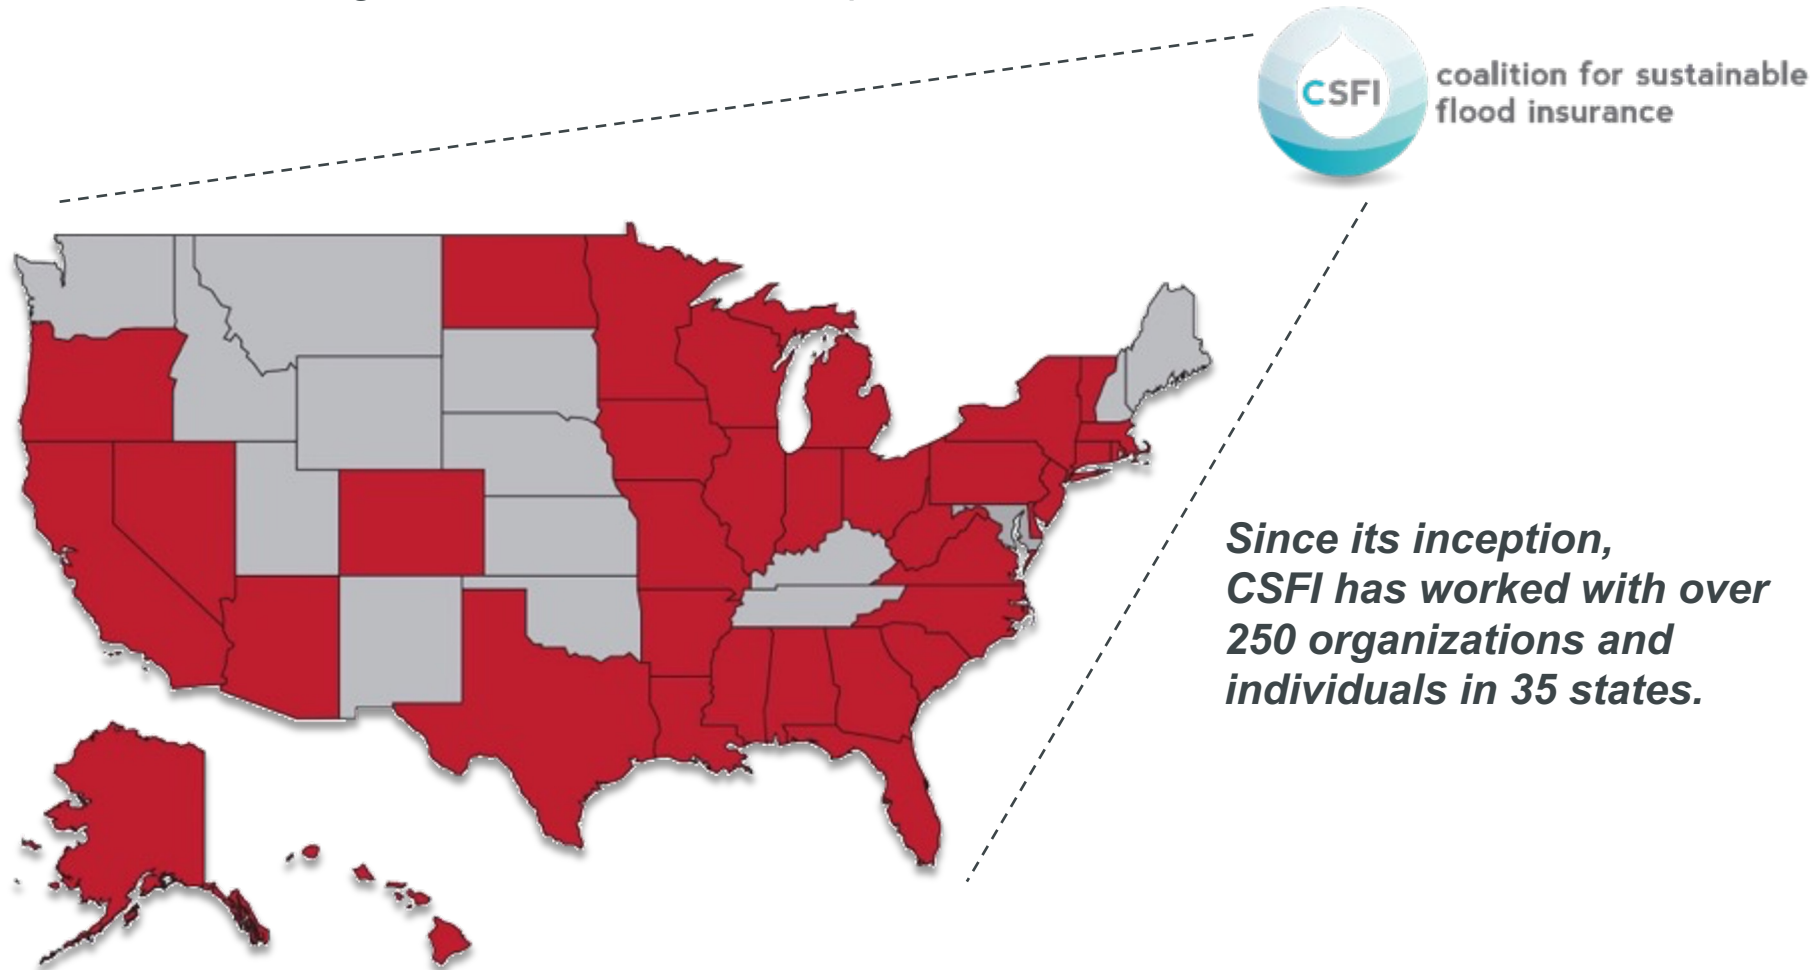 CSFI
coalition for sustainable
flood insurance
Since its inception,
CSFI has worked with over
250 organizations and
individuals in 35 states.